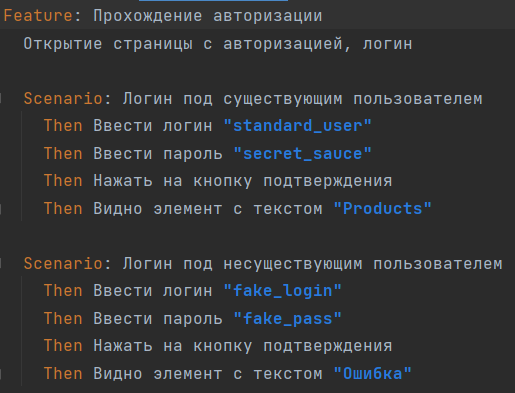 Feature: Прохождение авторизации
Открытие страницы с авторизацией, логин
Scenario: Логин под существующим пользователем
Then Ввести логин "standard_user"
Then Ввести пароль "secret_sauce"
Then Нажать на кнопку подтверждения
Then Видно элемент с текстом "Products"
Scenario: Логин под несуществующим пользователем
Then Ввести логин "fake_login"
Then Ввести пароль "fake_pass"
Then Нажать на кнопку подтверждения
Then Видно элемент с текстом "Ошибка"